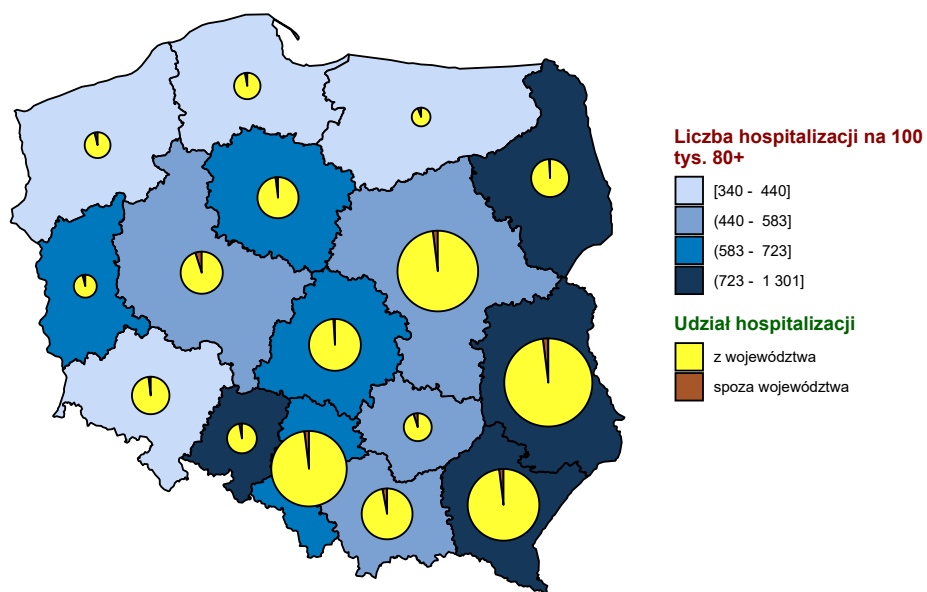 Liczba hospitalizacji na 100
tys. 80+
[340 - 440]
(440 - 583]
(583 - 723]
(723 - 1 301]
Udział hospitalizacji
z województwa
spoza województwa